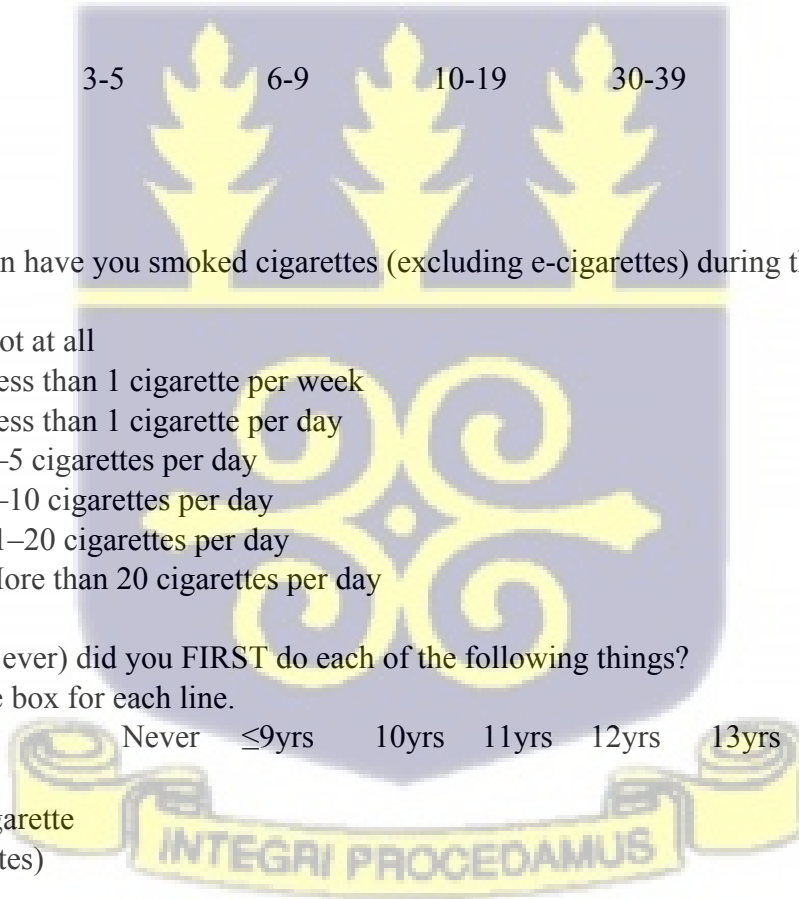 3-5 6-9 10-19 30-39
n have you smoked cigarettes (excluding e-cigarettes) during t
ot at all
ess than 1 cigarette per week
ess than 1 cigarette per day
–5 cigarettes per day
–10 cigarettes per day
1–20 cigarettes per day
More than 20 cigarettes per day
ever) did you FIRST do each of the following things?
e box for each line.
Never ≤9yrs 10yrs 11yrs 12yrs 13yrs
garette
tes)
INTEGRI PROCEDAMUS